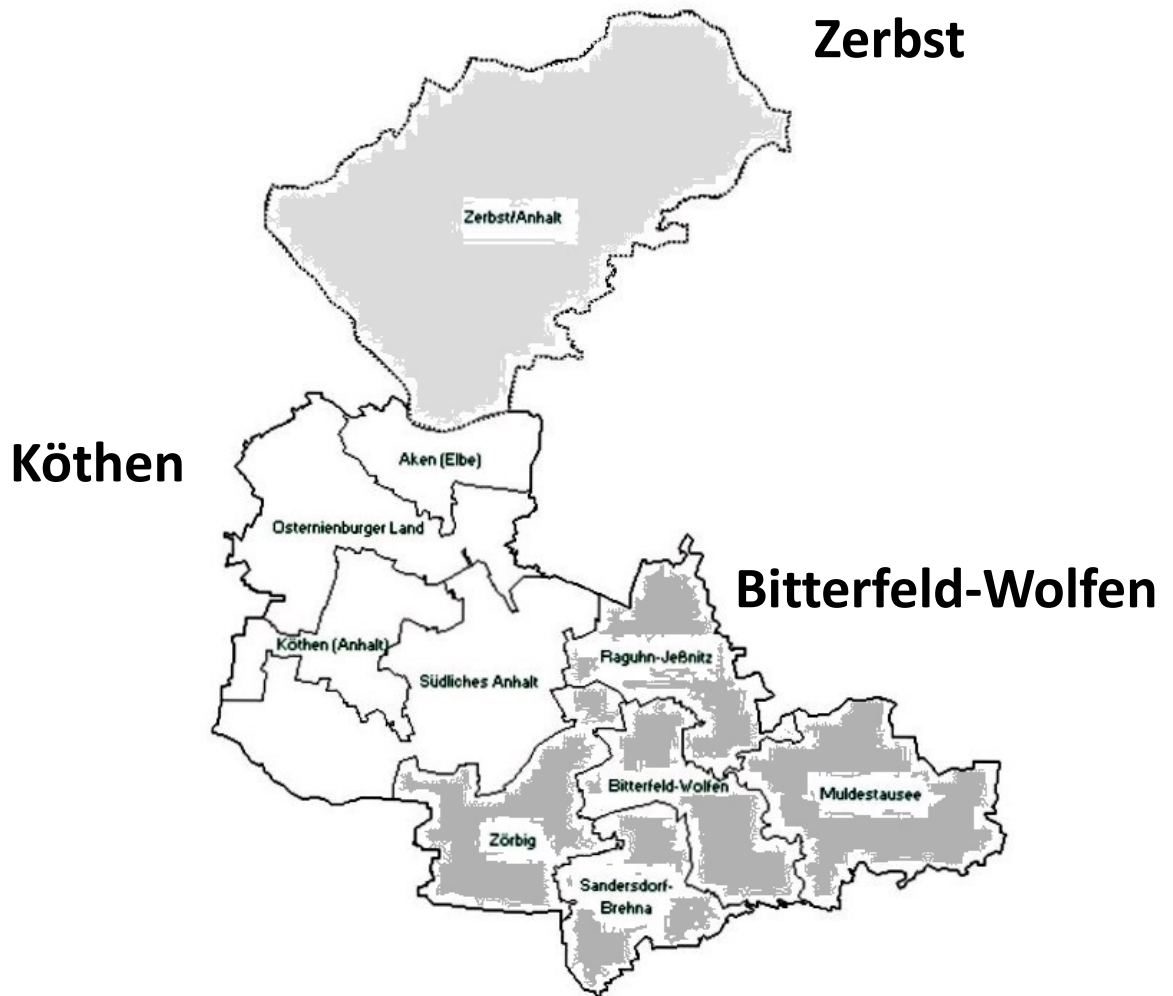 Zerbst
Zerbst/Anhalt
Köthen
Aken (Elbe)
Osternienburger Land
Bitterfeld-Wolfen
Köthen (Anhalt)
Raguhn-Jeßnitz
Südliches Anhalt
Bitterfeld-Wolfen
Muldestausee
Zörbig
Sandersdorf-
Brehna